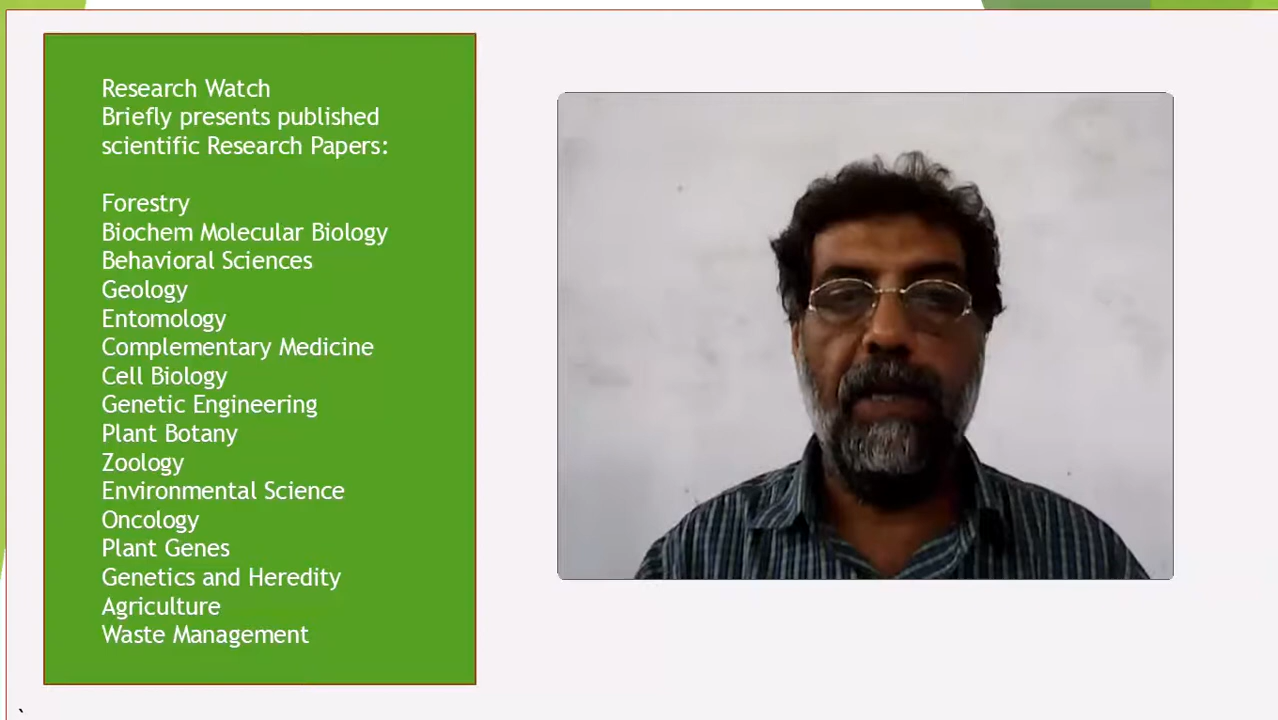 Research Watch
Briefly presents published
scientific Research Papers:
Forestry
Biochem Molecular Biology
Behavioral Sciences
Geology
Entomology
Complementary Medicine
Cell Biology
Genetic Engineering
Plant Botany
Zoology
Environmental Science
Oncology
Plant Genes
Genetics and Heredity
Agriculture
Waste Management
`